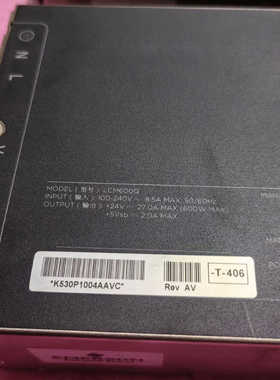 N L
MODEL (型号): LCM600Q
INPUT (输入): 100-240V~ 8.5A MAX, 50/60Hz
OUTPUT (输出): +24V⎓ 27.0A MAX (600W MAX)
+5Vsb⎓ 2.0A MAX
-T-406
*K530P1004AAVC*
Rev AV